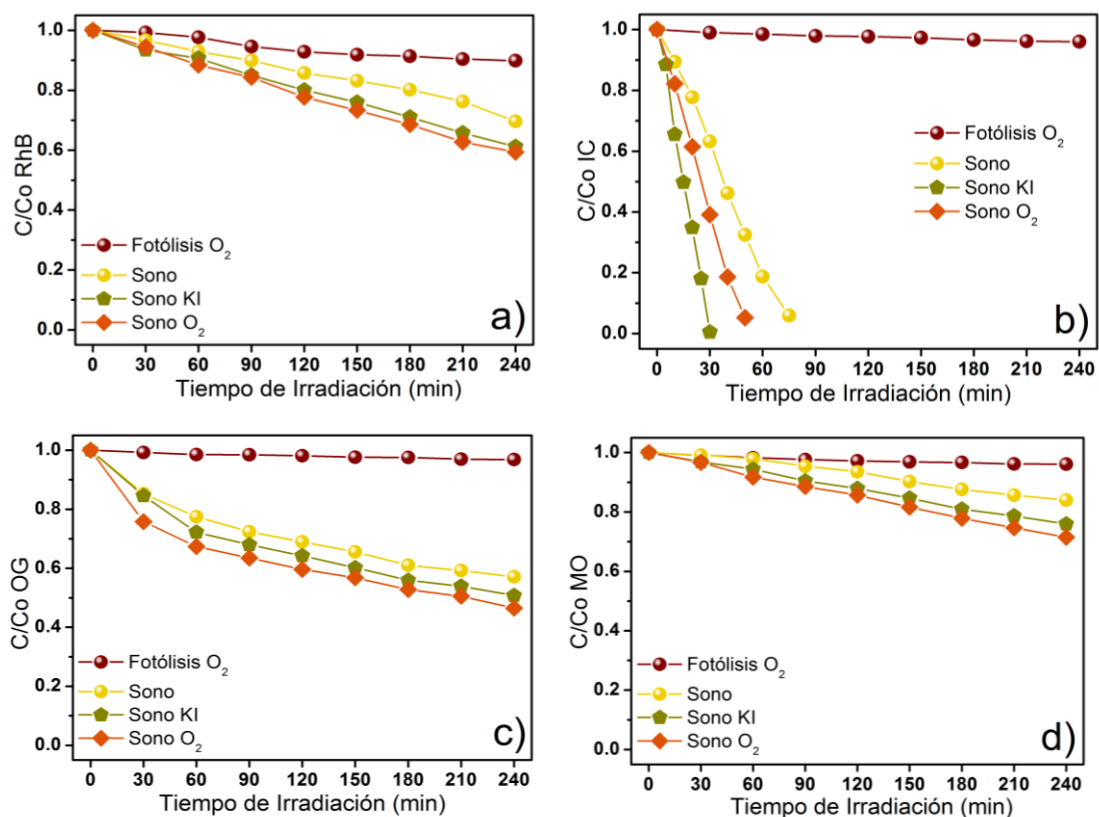 C/Co RhB
1.0
0.8
0.6
0.4
0.2
0.0
Fotólisis O2
Sono
Sono KI
Sono O2
a)
0 30 60 90 120 150 180 210 240
Tiempo de Irradiación (min)
C/Co IC
1.0
0.8
0.6
0.4
0.2
0.0
Fotólisis O2
Sono
Sono KI
Sono O2
b)
0 30 60 90 120 150 180 210 240
Tiempo de Irradiación (min)
C/Co OG
1.0
0.8
0.6
0.4
0.2
0.0
Fotólisis O2
Sono
Sono KI
Sono O2
c)
0 30 60 90 120 150 180 210 240
Tiempo de Irradiación (min)
C/Co MO
1.0
0.8
0.6
0.4
0.2
0.0
Fotólisis O2
Sono
Sono KI
Sono O2
d)
0 30 60 90 120 150 180 210 240
Tiempo de Irradiación (min)